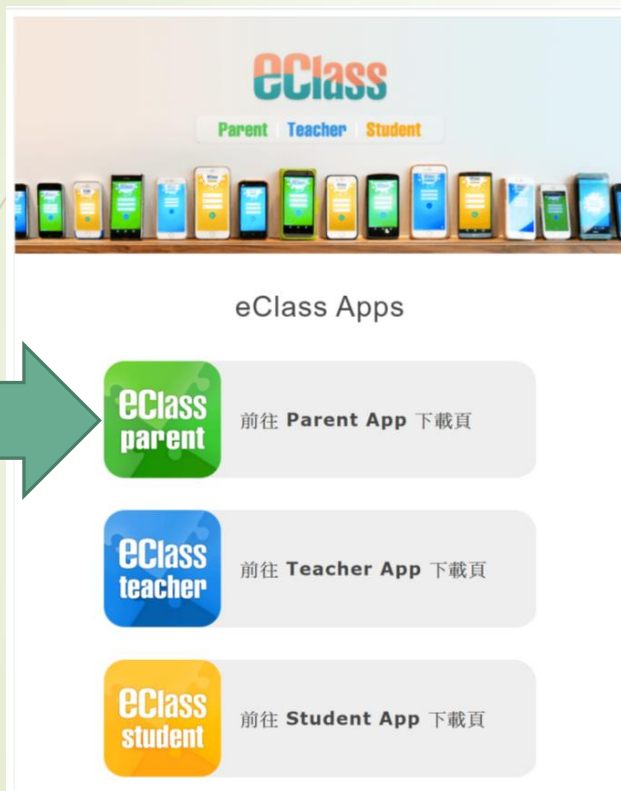 eClass
Parent Teacher Student
eClass Apps
eClass
parent
前往 Parent App 下載頁
eClass
teacher
前往 Teacher App 下載頁
eClass
student
前往 Student App 下載頁